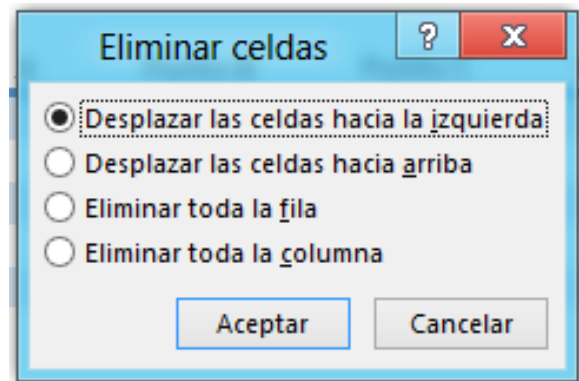 Eliminar celdas
?
Desplazar las celdas hacia la izquierda
Desplazar las celdas hacia arriba
Eliminar toda la fila
Eliminar toda la columna
Aceptar Cancelar